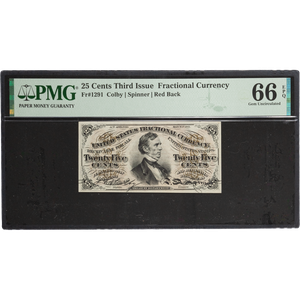 PMG
PAPER MONEY GUARANTY
25 Cents Third Issue Fractional Currency
Fr#1291 Colby | Spinner | Red Back
66 EPQ
Gem Uncirculated
UNITED STATES FRACTIONAL CURRENCY
Twenty Five Twenty Five
CENTS CENTS